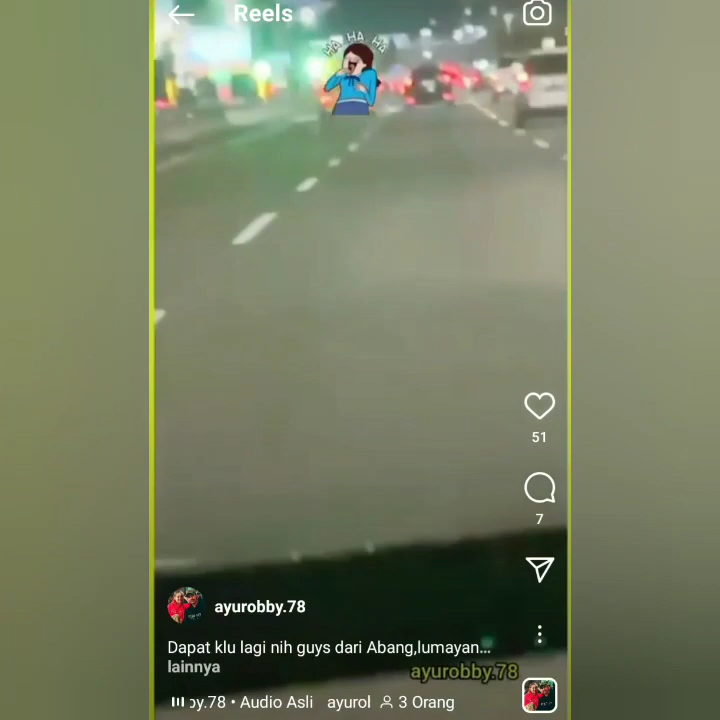 Reels
HA HA HA
51
7
ayurobby.78
Dapat klu lagi nih guys dari Abang,lumayan...
lainnya
ayurobby.78
by.78 • Audio Asli ayurol 3 Orang